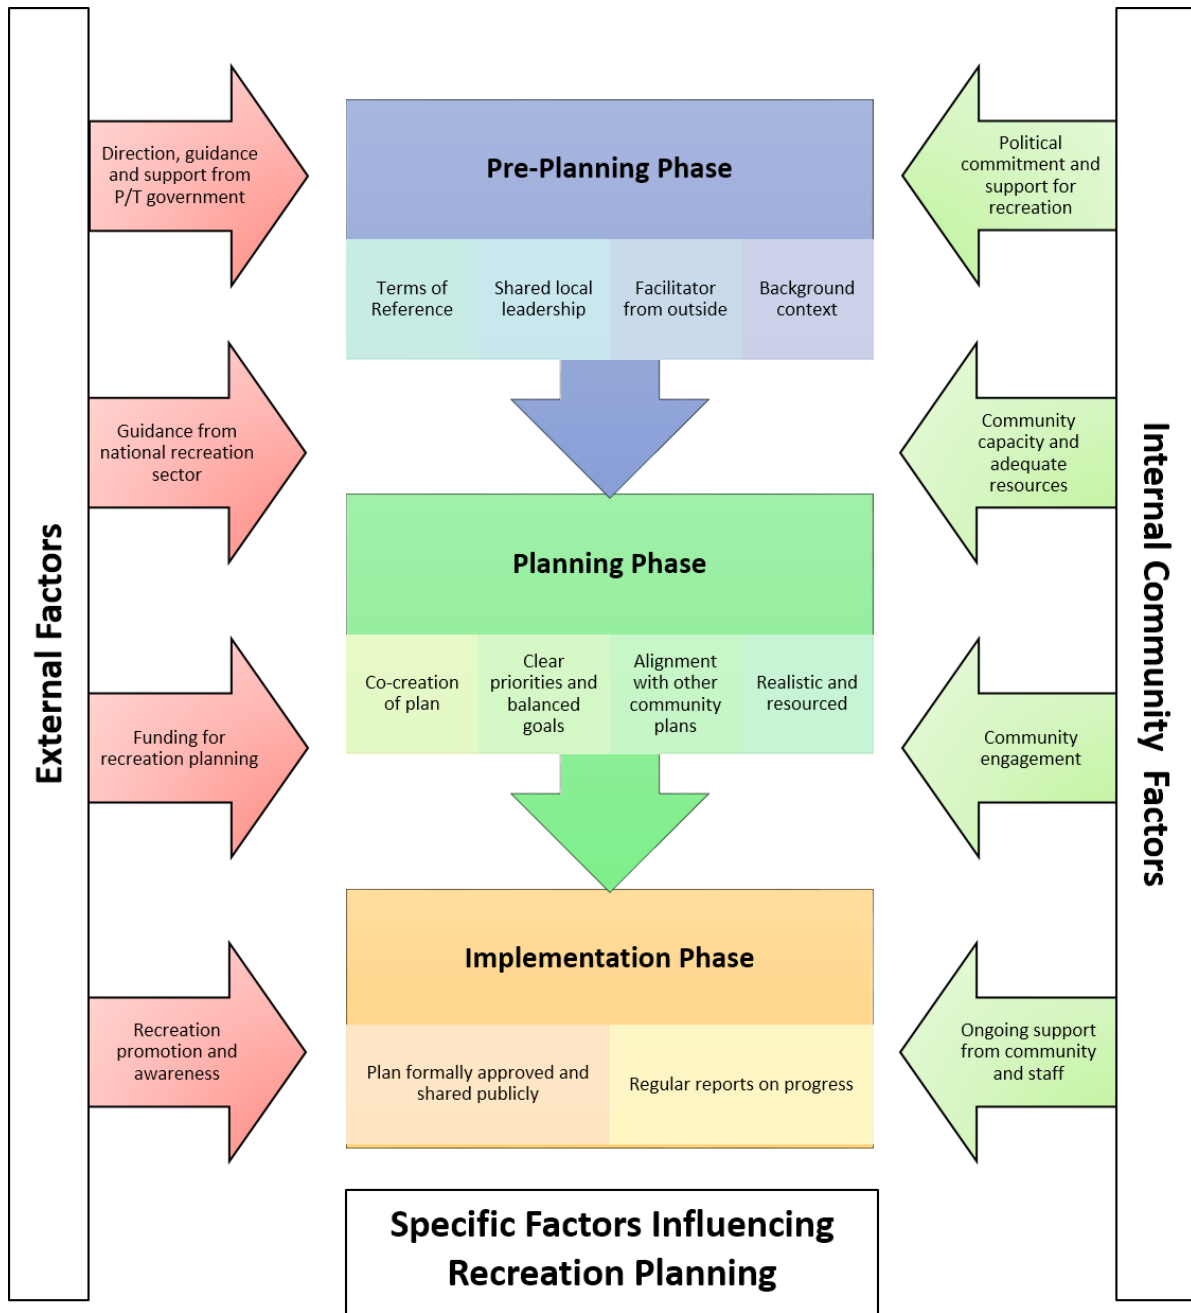 External Factors
Direction, guidance
and support from
P/T government
Guidance from
national recreation
sector
Funding for
recreation planning
Recreation
promotion and
awareness
Pre-Planning Phase
Terms of
Reference
Shared local
leadership
Facilitator
from outside
Background
context
Planning Phase
Co-creation
of plan
Clear
priorities and
balanced
goals
Alignment
with other
community
plans
Realistic and
resourced
Implementation Phase
Plan formally approved and
shared publicly
Regular reports on progress
Specific Factors Influencing
Recreation Planning
Political
commitment and
support for
recreation
Community
capacity and
adequate
resources
Community
engagement
Ongoing support
from community
and staff
Internal Community Factors